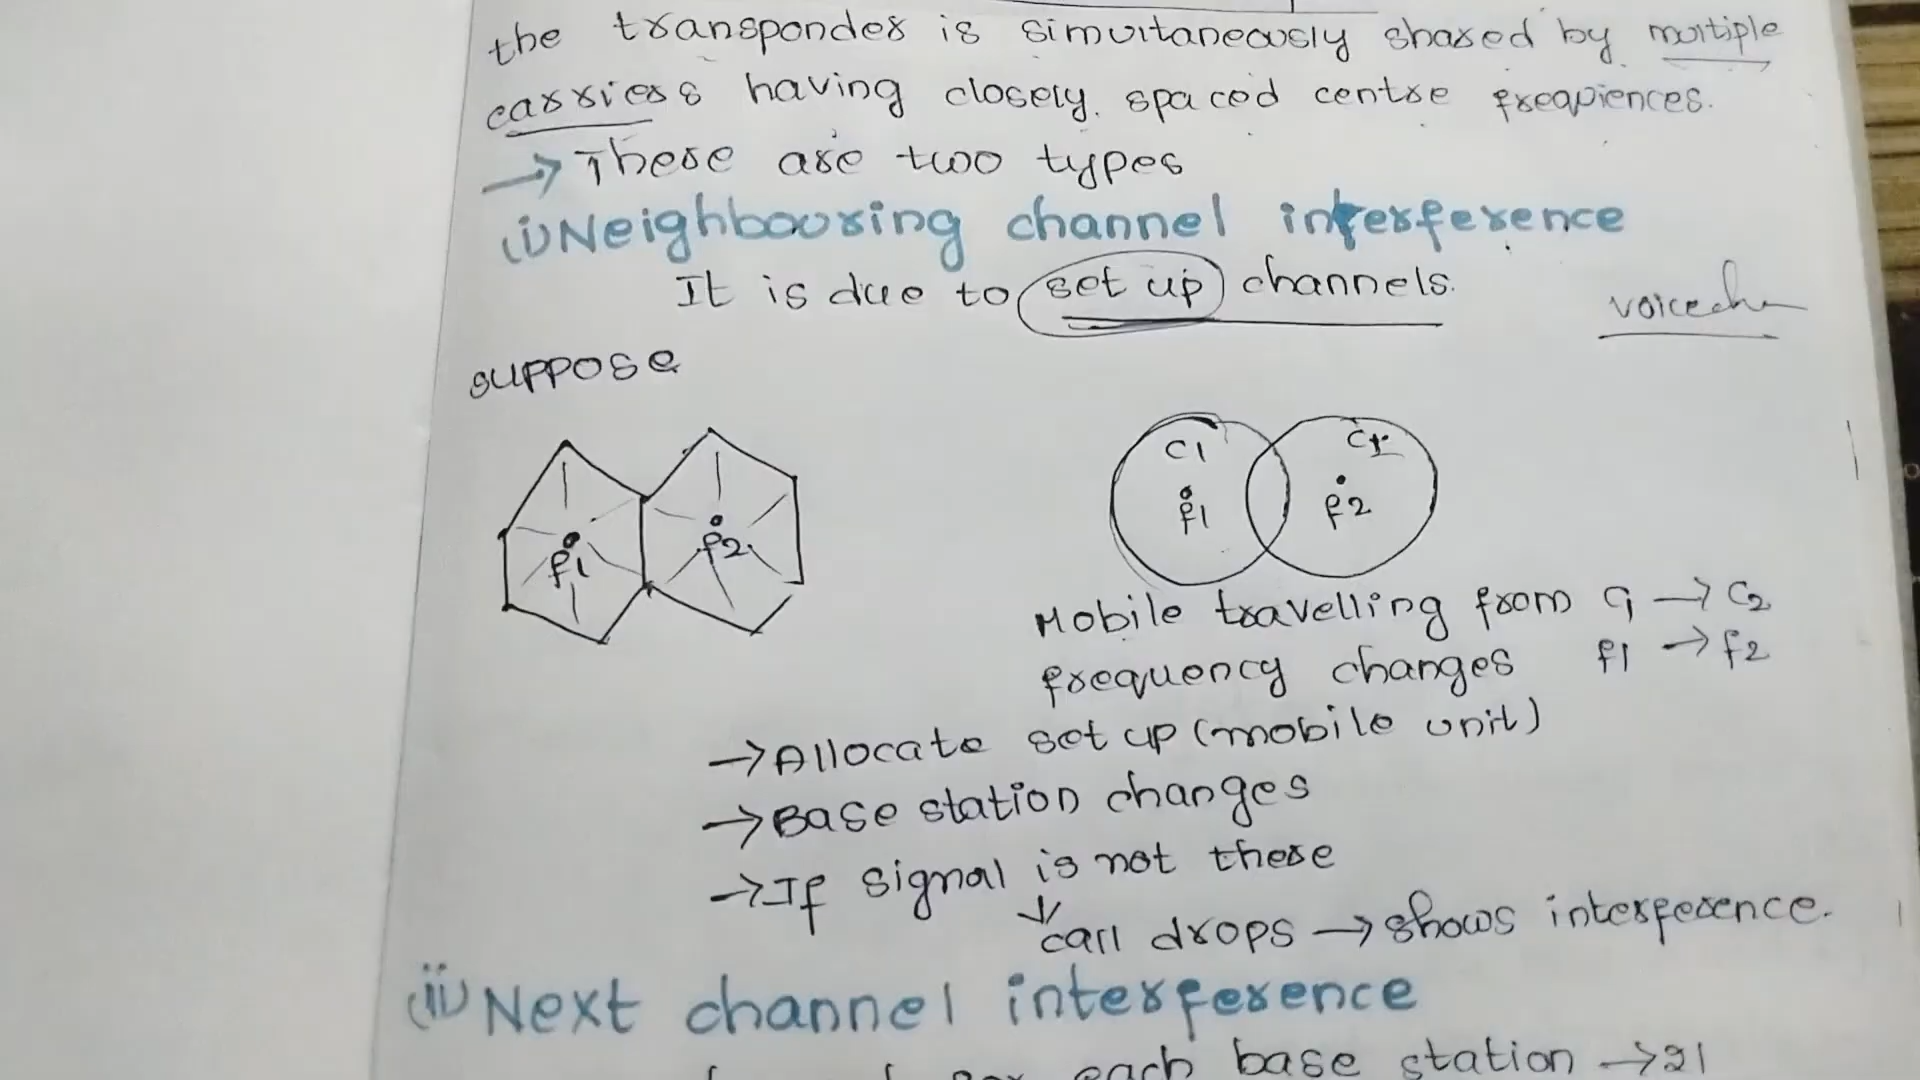 the transponder is simultaneously shared by multiple
carriers having closely spaced centre freqiences.
→ There are two types
(i) Neighbouring channel interference
It is due to set up channels.
voice
suppose
f1
f2
C1
f1
f2
Mobile travelling from C1 → C2
frequency changes f1 → f2
→ Allocate set up (mobile unit)
→ Base station changes
→ If signal is not there
↓
call drops → shows interference.
(ii) Next channel interference
each base station → 21